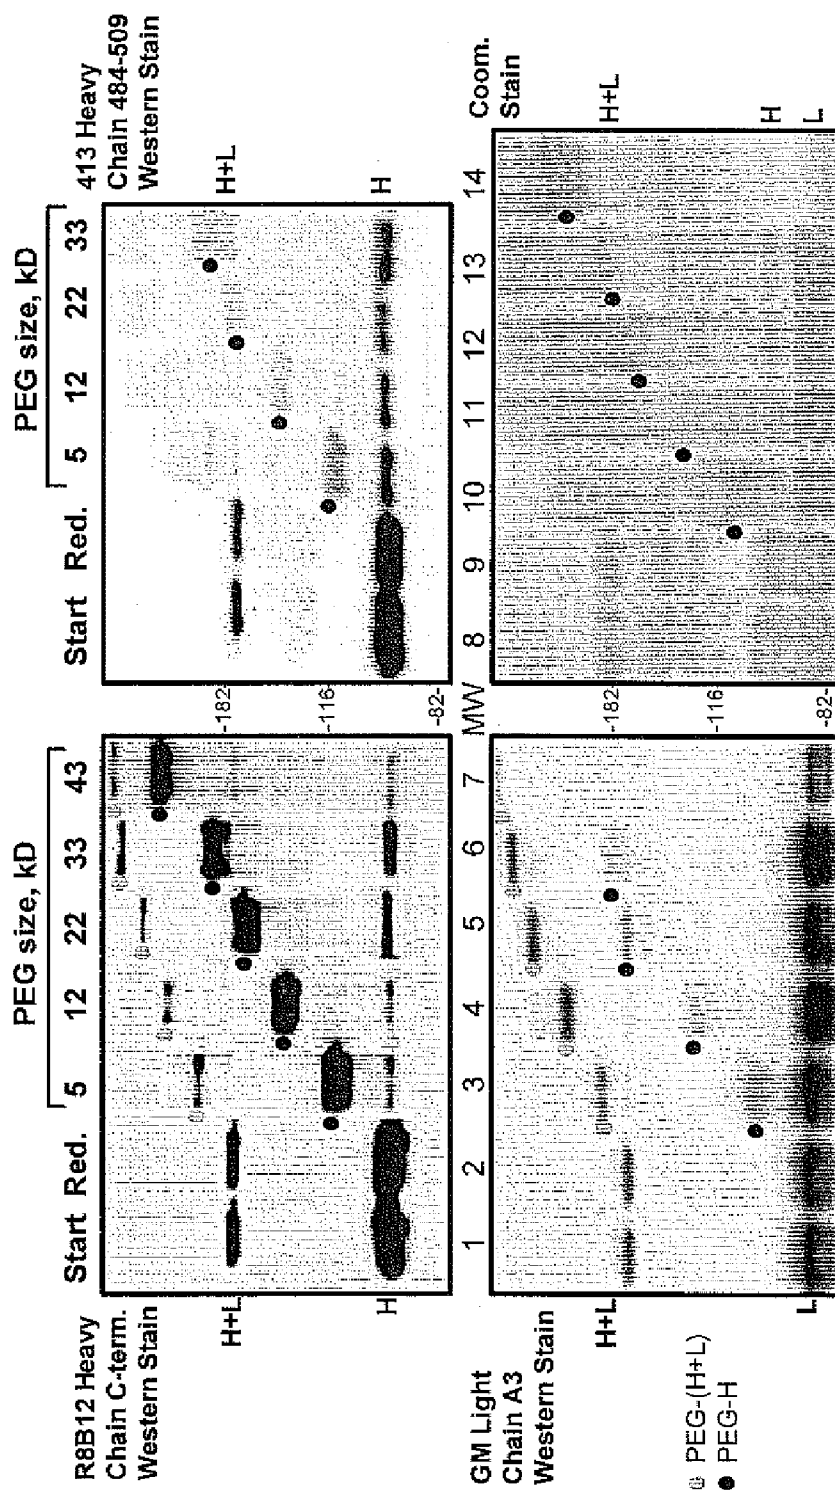 R8B12 Heavy
Chain C-term.
Western Stain
PEG size, kD
Start Red. 5 12 22 33 43
H+L
H
-182
-116
-82-
PEG size, kD
Start Red. 5 12 22 33
413 Heavy
Chain 484-509
Western Stain
H+L
H
GM Light
Chain A3
Western Stain
1 2 3 4 5 6 7 MW 8 9 10 11 12 13 14
H+L
L
-182
-116
-82-
Coom.
Stain
H+L
H
L
PEG-(H+L)
PEG-H